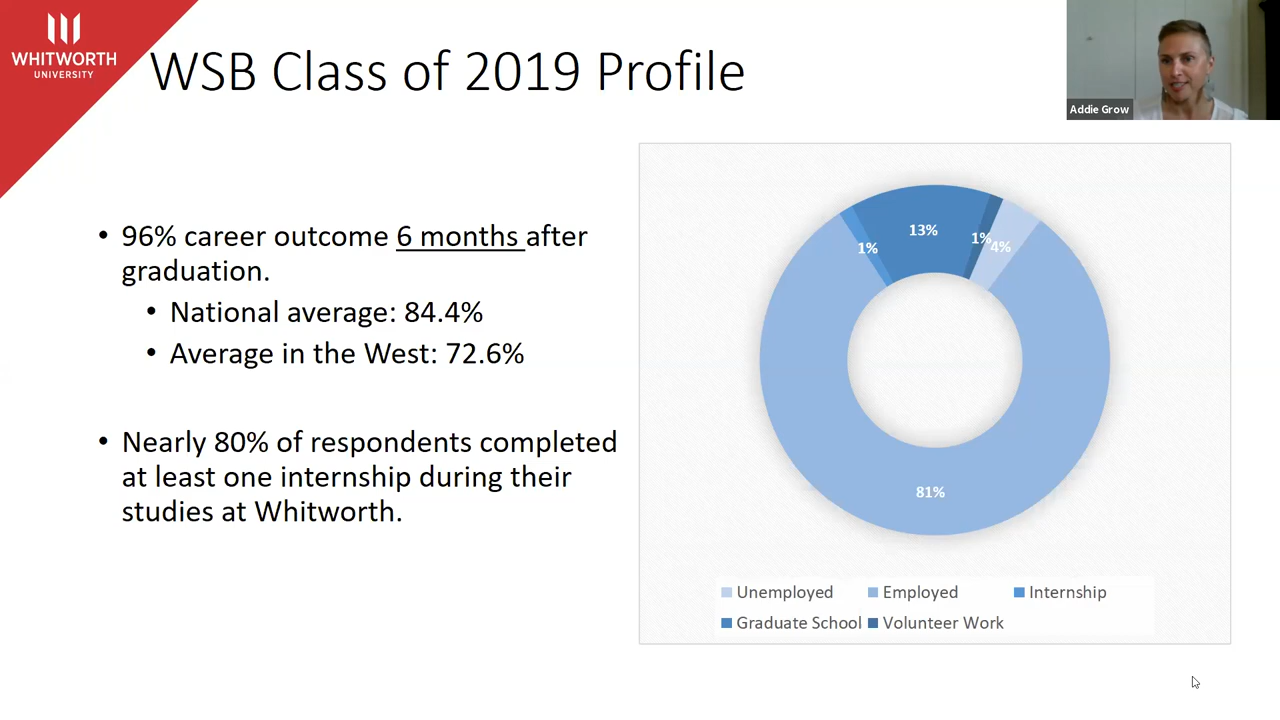 WHITWORTH
UNIVERSITY
WSB Class of 2019 Profile
Addie Grow
• 96% career outcome 6 months after
graduation.
• National average: 84.4%
• Average in the West: 72.6%
• Nearly 80% of respondents completed
at least one internship during their
studies at Whitworth.
1%
13%
1%
4%
81%
Unemployed
Employed
Internship
Graduate School
Volunteer Work